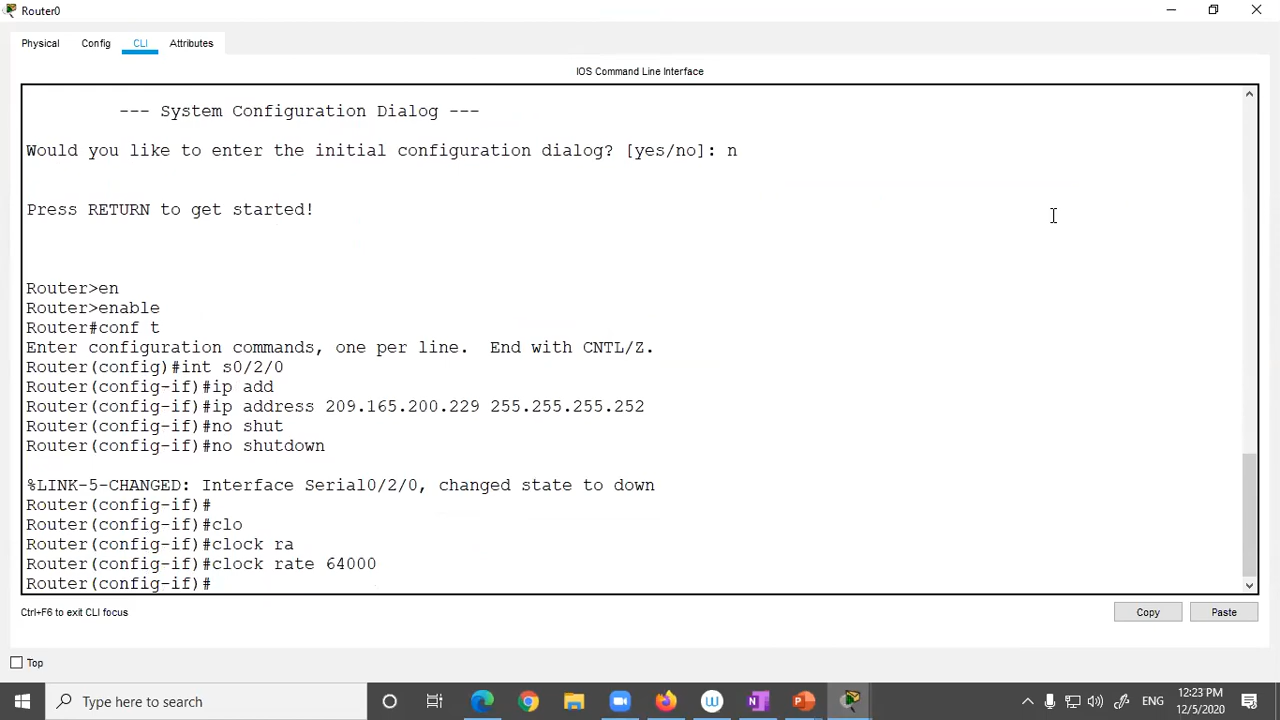 Router0
Physical Config CLI Attributes
IOS Command Line Interface
--- System Configuration Dialog ---
Would you like to enter the initial configuration dialog? [yes/no]: n
Press RETURN to get started!
Router>en
Router>enable
Router#conf t
Enter configuration commands, one per line.  End with CNTL/Z.
Router(config)#int s0/2/0
Router(config-if)#ip add
Router(config-if)#ip address 209.165.200.229 255.255.255.252
Router(config-if)#no shut
Router(config-if)#no shutdown
%LINK-5-CHANGED: Interface Serial0/2/0, changed state to down
Router(config-if)#
Router(config-if)#clo
Router(config-if)#clock ra
Router(config-if)#clock rate 64000
Router(config-if)#
Ctrl+F6 to exit CLI focus
Copy Paste
Top
Type here to search
ENG
12:23 PM
12/5/2020